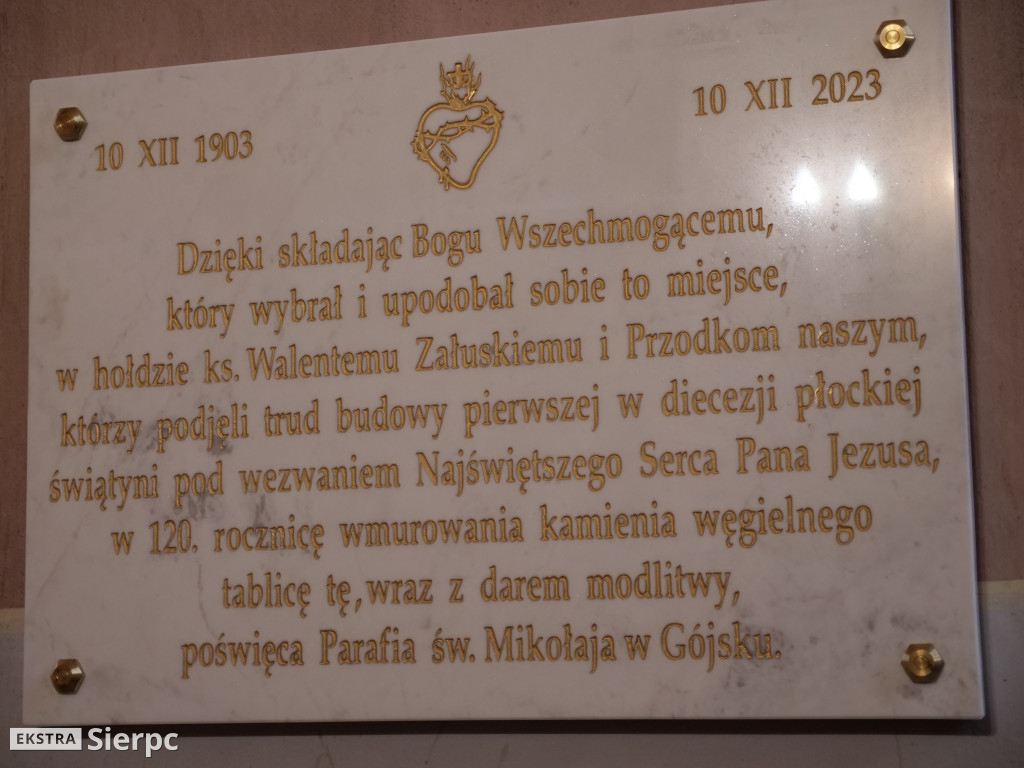 10 XII 1903
10 XII 2023
Dzięki składając Bogu Wszechmogącemu,
który wybrał i upodobał sobie to miejsce,
w hołdzie ks. Walentemu Załuskiemu i Przodkom naszym,
którzy podjęli trud budowy pierwszej w diecezji płockiej
świątyni pod wezwaniem Najświętszego Serca Pana Jezusa,
w 120. rocznicę wmurowania kamienia węgielnego
tablicę tę, wraz z darem modlitwy,
poświęca Parafia św. Mikołaja w Gójsku.
EKSTRA Sierpc